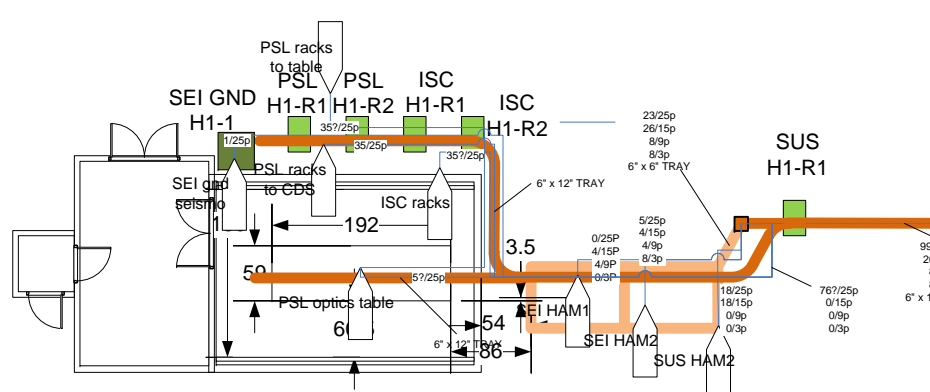 PSL racks
to table
PSL
H1-R1
PSL
H1-R2
ISC
H1-R1
ISC
H1-R2
SEI GND
H1-1
1/25p
35?/25p
35/25p
35?/25p
PSL racks
to CDS
SEI gnd
seismo
ISC racks
192
59
5?/25p
PSL optics table
6" x 12" TRAY
54
86
3.5
6" x 12" TRAY
23/25p
26/15p
8/9p
8/3p
6" x 6" TRAY
SUS
H1-R1
0/25P
4/15P
4/9P
0/3P
5/25p
4/15p
4/9p
8/3p
SEI HAM1
SEI HAM2
SUS HAM2
18/25p
18/15p
0/9p
0/3p
76?/25p
0/15p
0/9p
0/3p
6" x 1